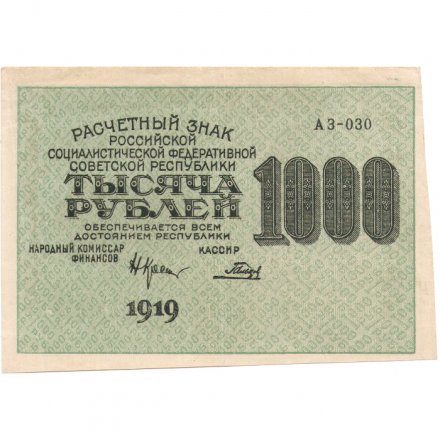 РАСЧЕТНЫЙ ЗНАК
РОССИЙСКОЙ
СОЦИАЛИСТИЧЕСКОЙ ФЕДЕРАТИВНОЙ
СОВЕТСКОЙ РЕСПУБЛИКИ
ТЫСЯЧА
РУБЛЕЙ
ОБЕСПЕЧИВАЕТСЯ ВСЕМ
ДОСТОЯНИЕМ РЕСПУБЛИКИ
НАРОДНЫЙ КОМИССАР
ФИНАНСОВ
КАССИР
1919
АЗ-030
1000